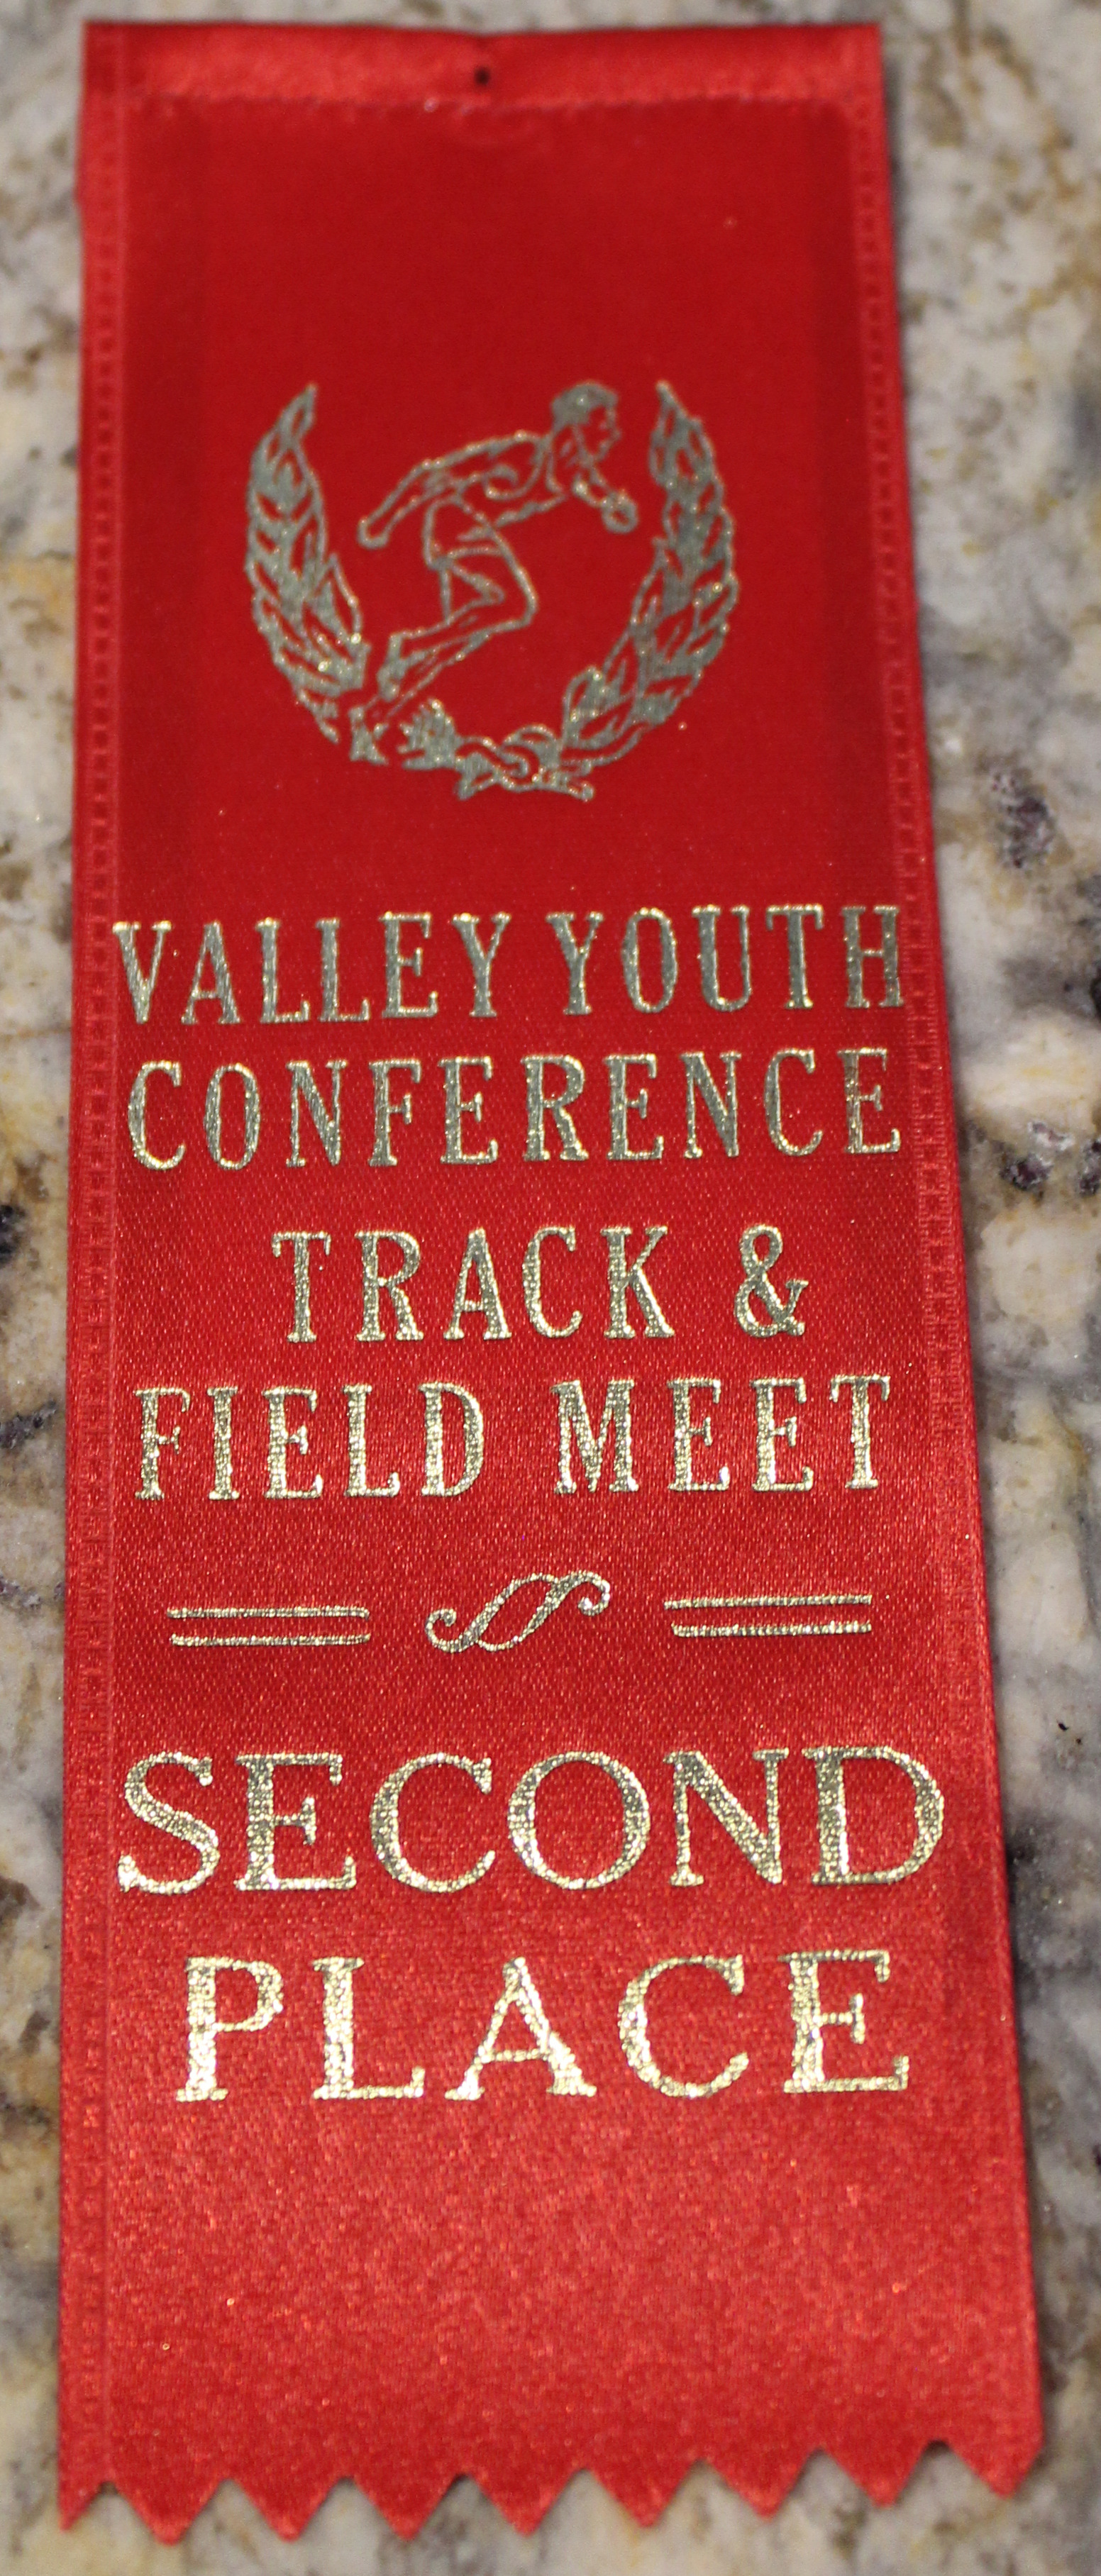 VALLEY YOUTH
CONFERENCE
TRACK &
FIELD MEET
SECOND
PLACE